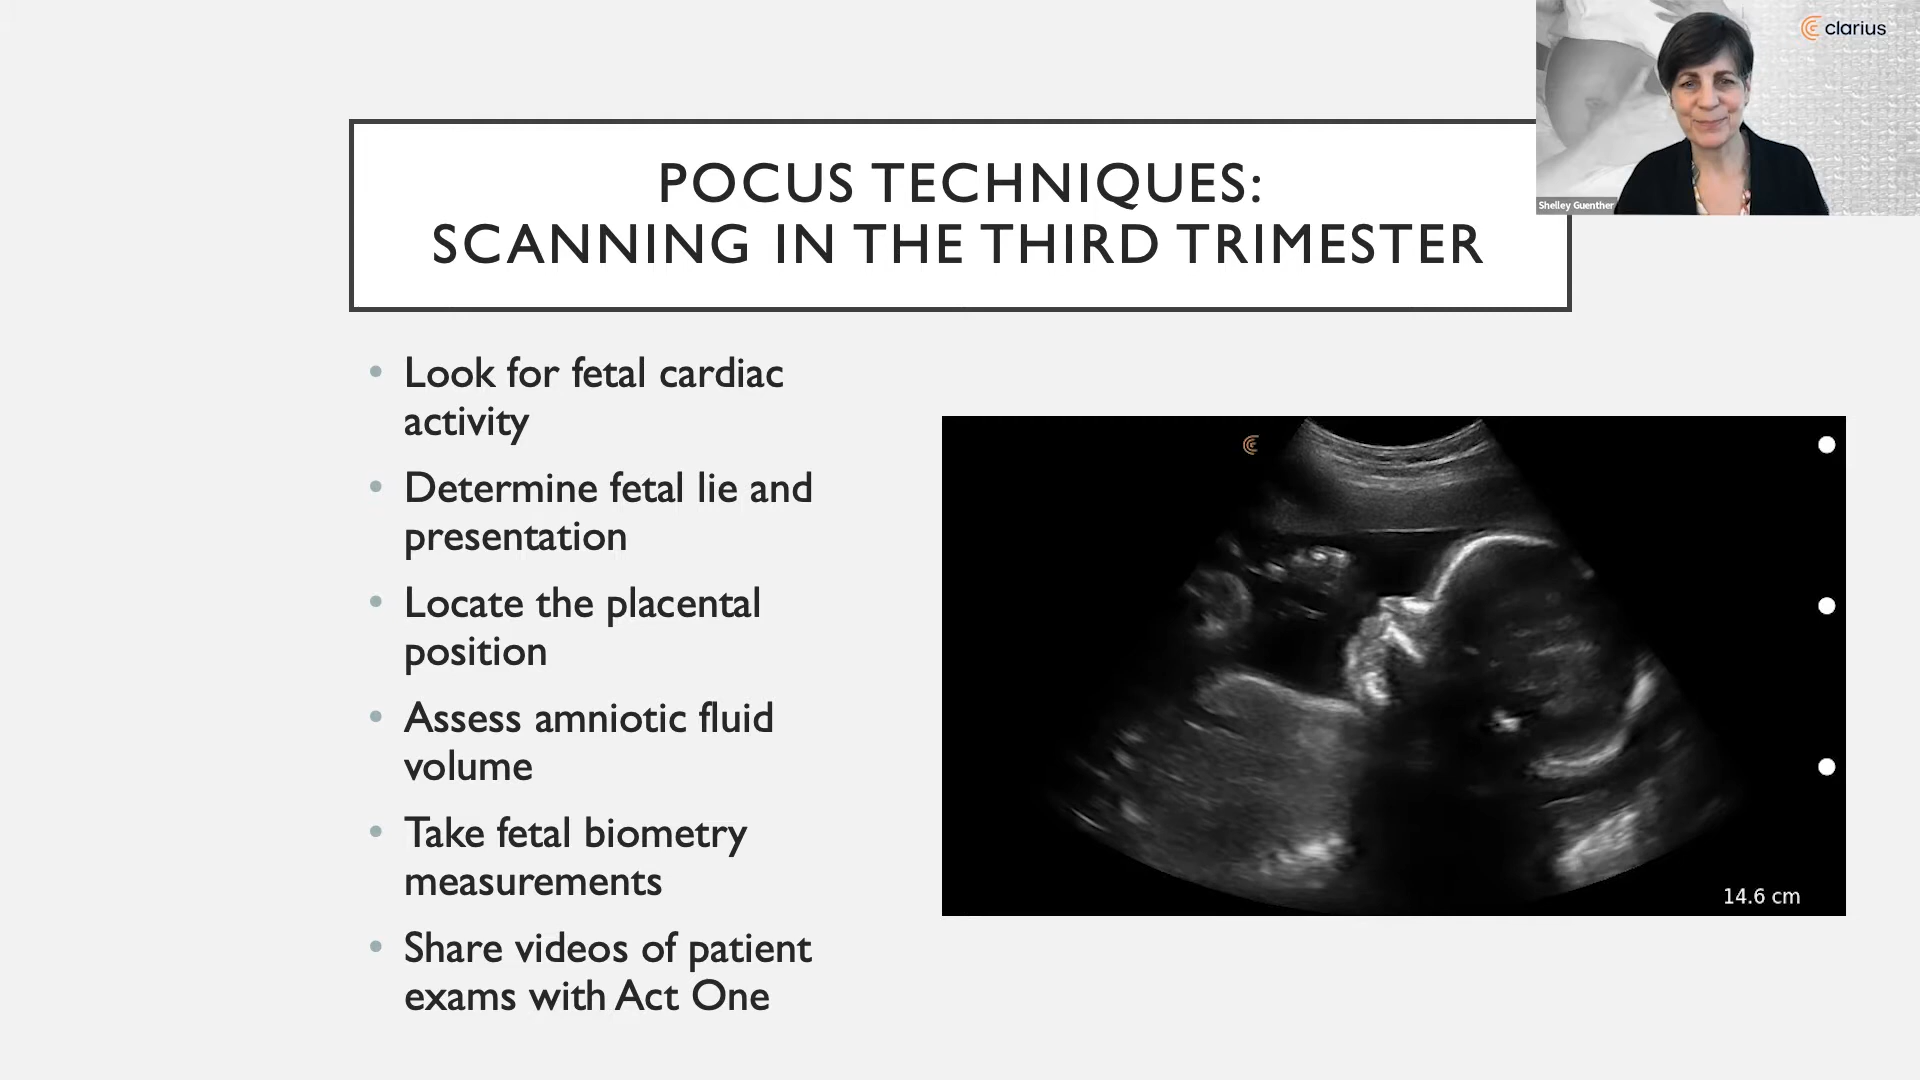 clarius
Shelley Guenther
POCUS TECHNIQUES:
SCANNING IN THE THIRD TRIMESTER
• Look for fetal cardiac
activity
• Determine fetal lie and
presentation
• Locate the placental
position
• Assess amniotic fluid
volume
• Take fetal biometry
measurements
• Share videos of patient
exams with Act One
14.6 cm